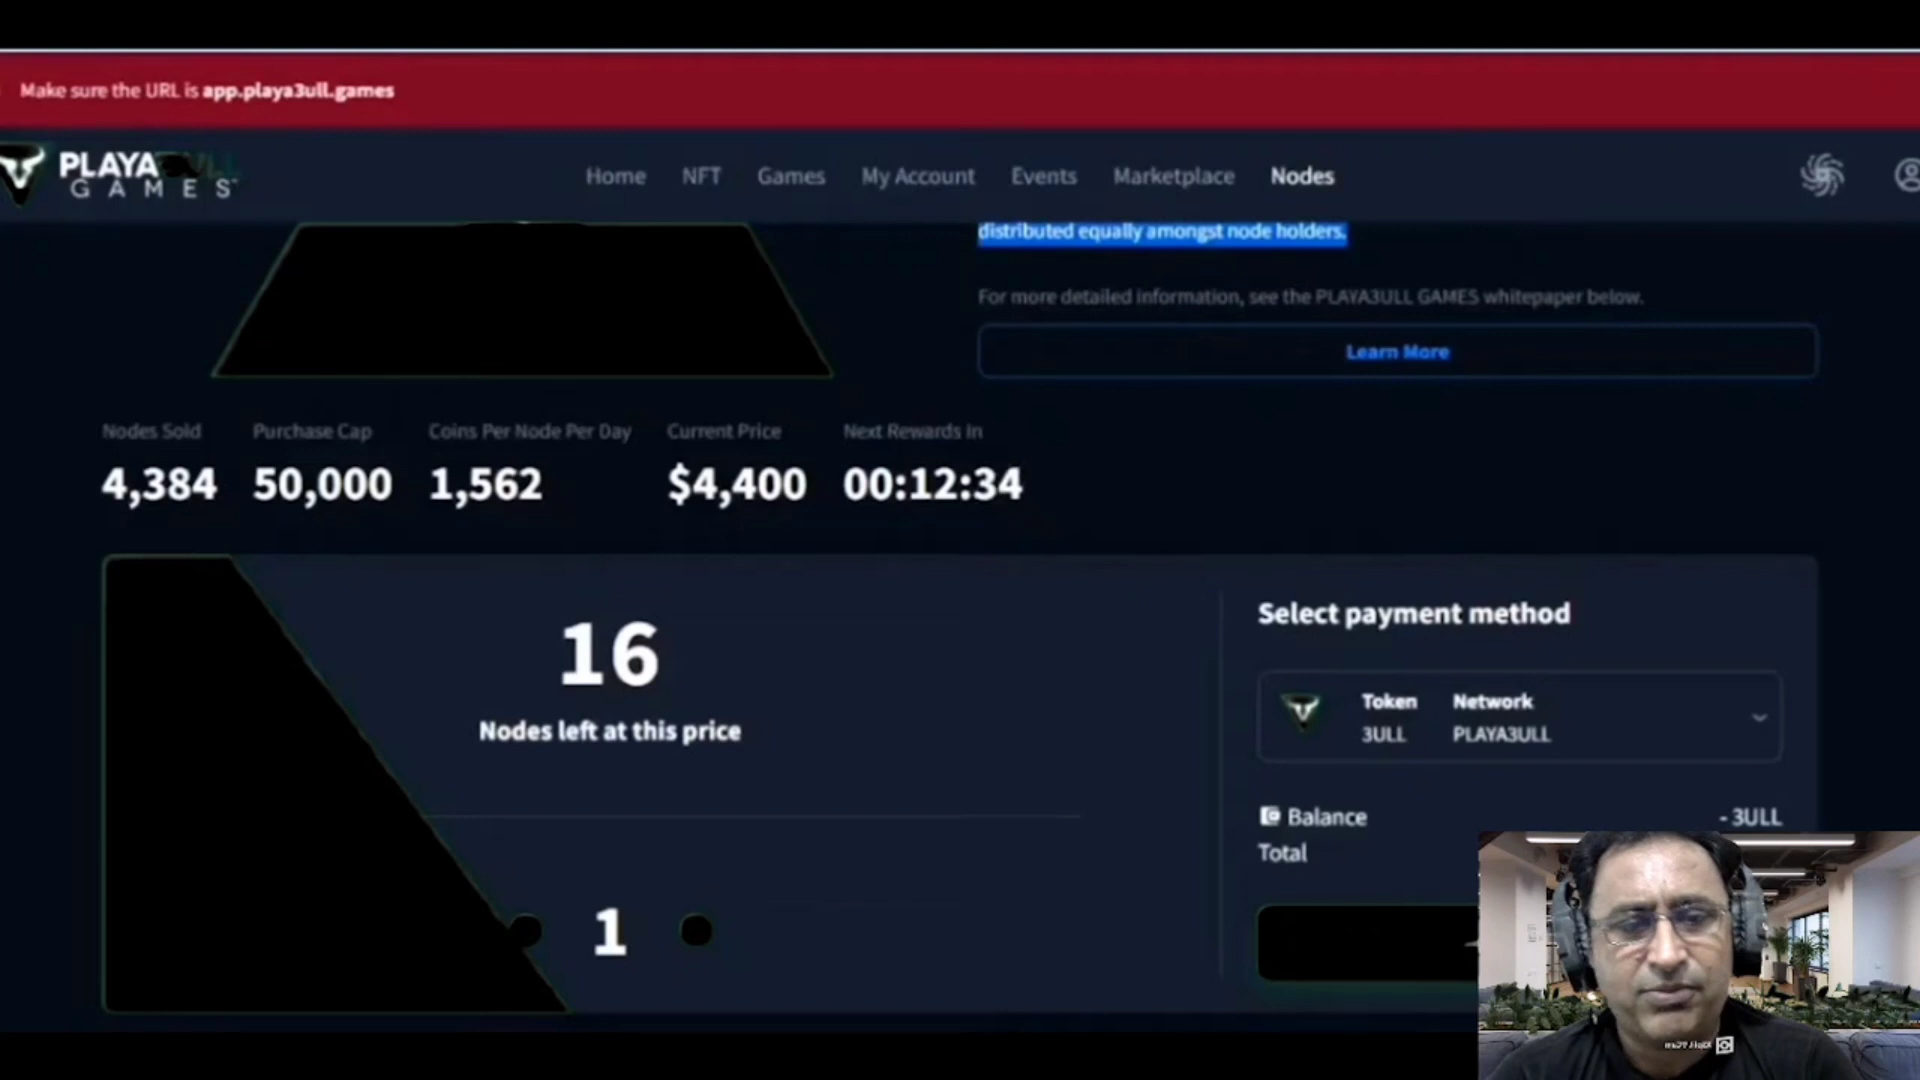 Make sure the URL is app.playa3ull.games
PLAYA
GAMES
Home NFT Games My Account Events Marketplace Nodes
distributed equally amongst node holders.
For more detailed information, see the PLAYA3ULL GAMES whitepaper below.
Learn More
Nodes Sold Purchase Cap Coins Per Node Per Day Current Price Next Rewards In
4,384 50,000 1,562 $4,400 00:12:34
16
Nodes left at this price
1
Select payment method
Token Network
3ULL PLAYA3ULL
Balance - 3ULL
Total